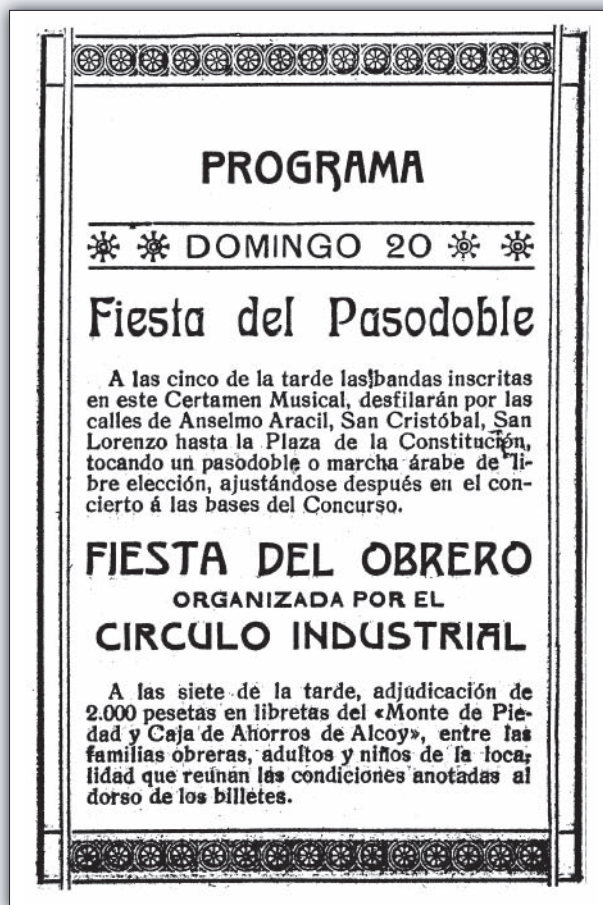 PROGRAMA
DOMINGO 20
Fiesta del Pasodoble
A las cinco de la tarde las bandas inscritas
en este Certamen Musical, desfilarán por las
calles de Anselmo Aracil, San Cristóbal, San
Lorenzo hasta la Plaza de la Constitución,
tocando un pasodoble o marcha árabe de li-
bre elección, ajustándose después en el con-
cierto á las bases del Concurso.
FIESTA DEL OBRERO
ORGANIZADA POR EL
CIRCULO INDUSTRIAL
A las siete de la tarde, adjudicación de
2.000 pesetas en libretas del «Monte de Pie-
dad y Caja de Ahorros de Alcoy», entre las
familias obreras, adultos y niños de la loca-
lidad que reunan las condiciones anotadas al
dorso de los billetes.